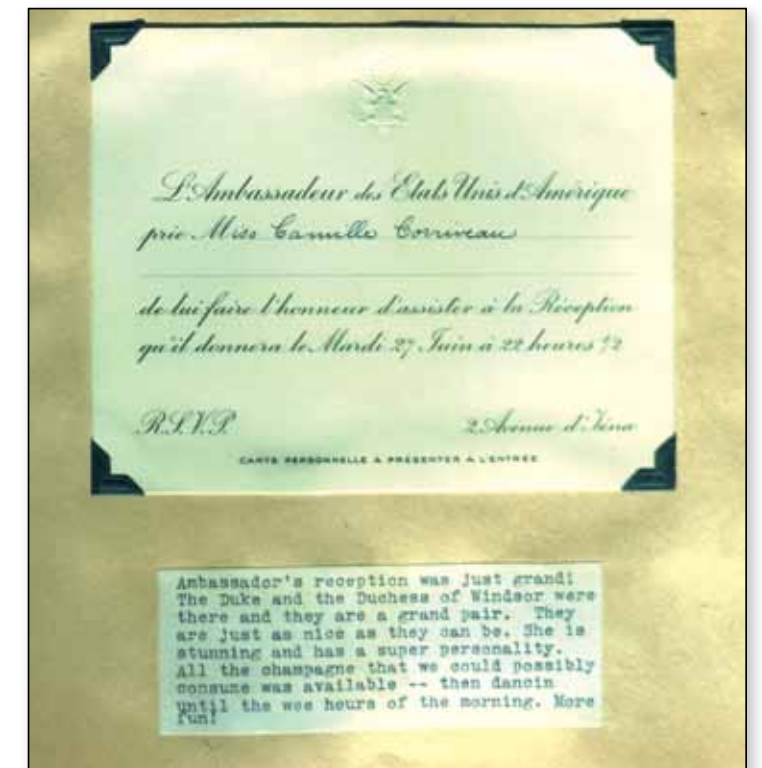 L'Ambassadeur des Etats Unis d'Amérique
prie Miss Camille Corriveau
de lui faire l'honneur d'assister à la Réception
qu'il donnera le Mardi 27 Juin à 22 heures 1/2
R.S.V.P. 2 Avenue d'Iéna
CARTE PERSONNELLE A PRÉSENTER A L'ENTRÉE
Ambassador's reception was just grand!
The Duke and the Duchess of Windsor were
there and they are a grand pair. They
are just as nice as they can be. She is
stunning and has a super personality.
All the champagne that we could possibly
consume was available -- then dancin
until the wee hours of the morning. More
fun!